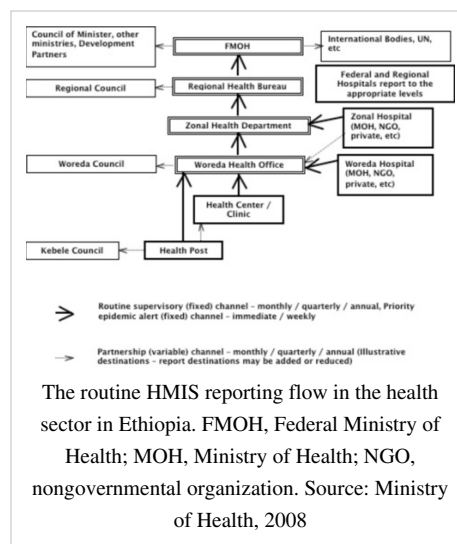 Council of Minister, other
ministries, Development
Partners
FMOH
International Bodies, UN,
etc
Regional Council
Regional Health Bureau
Federal and Regional
Hospitals report to the
appropriate levels
Zonal Health Department
Zonal Hospital
(MOH, NGO,
private, etc)
Woreda Council
Woreda Health Office
Woreda Hospital
(MOH, NGO,
private, etc)
Health Center /
Clinic
Kebele Council
Health Post
Routine supervisory (fixed) channel – monthly / quarterly / annual, Priority
epidemic alert (fixed) channel – immediate / weekly
Partnership (variable) channel – monthly / quarterly / annual (Illustrative
destinations – report destinations may be added or reduced)
The routine HMIS reporting flow in the health
sector in Ethiopia. FMOH, Federal Ministry of
Health; MOH, Ministry of Health; NGO,
nongovernmental organization. Source: Ministry
of Health, 2008